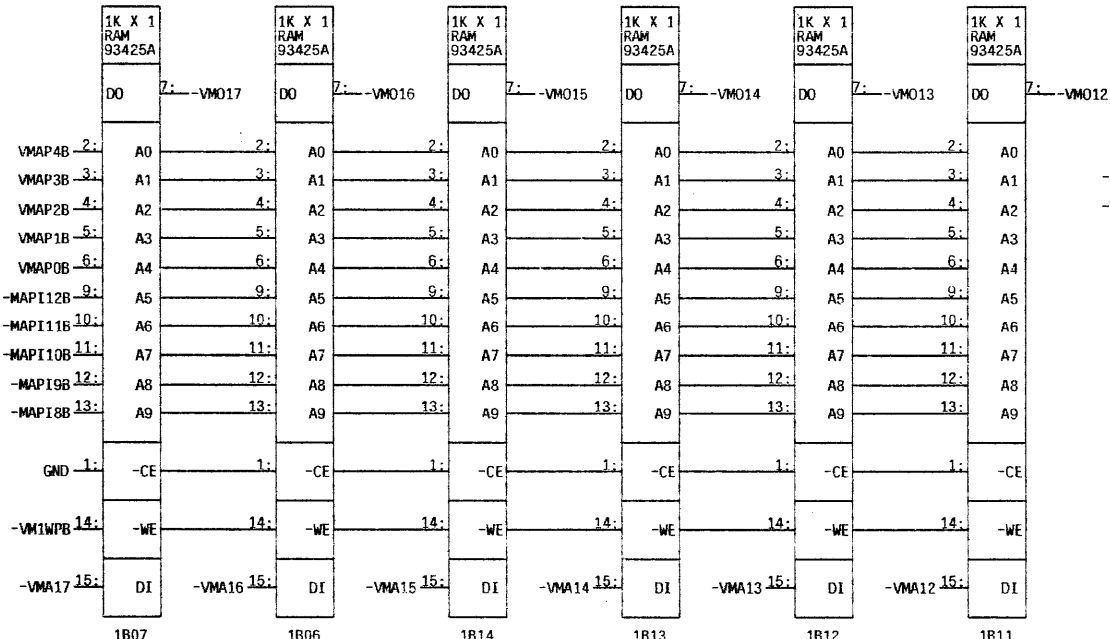 1K X 1 1K X 1 1K X 1 1K X 1 1K X 1 1K X 1
RAM RAM RAM RAM RAM RAM
93425A 93425A 93425A 93425A 93425A 93425A
DO 7: -VMO17 DO 7: -VMO16 DO 7: -VMO15 DO 7: -VMO14 DO 7: -VMO13 DO 7: -VMO12
VMAP4B 2: A0 2: A0 2: A0 2: A0 2: A0 2: A0
VMAP3B 3: A1 3: A1 3: A1 3: A1 3: A1 3: A1
VMAP2B 4: A2 4: A2 4: A2 4: A2 4: A2 4: A2
VMAP1B 5: A3 5: A3 5: A3 5: A3 5: A3 5: A3
VMAP0B 6: A4 6: A4 6: A4 6: A4 6: A4 6: A4
-MAPI12B 9: A5 9: A5 9: A5 9: A5 9: A5 9: A5
-MAPI11B 10: A6 10: A6 10: A6 10: A6 10: A6 10: A6
-MAPI10B 11: A7 11: A7 11: A7 11: A7 11: A7 11: A7
-MAPI9B 12: A8 12: A8 12: A8 12: A8 12: A8 12: A8
-MAPI8B 13: A9 13: A9 13: A9 13: A9 13: A9 13: A9
GND 1: -CE 1: -CE 1: -CE 1: -CE 1: -CE 1: -CE
-VM1WPB 14: -WE 14: -WE 14: -WE 14: -WE 14: -WE 14: -WE
-VMA17 15: DI -VMA16 15: DI -VMA15 15: DI -VMA14 15: DI -VMA13 15: DI -VMA12 15: DI
1B07 1B06 1B14 1B13 1B12 1B11